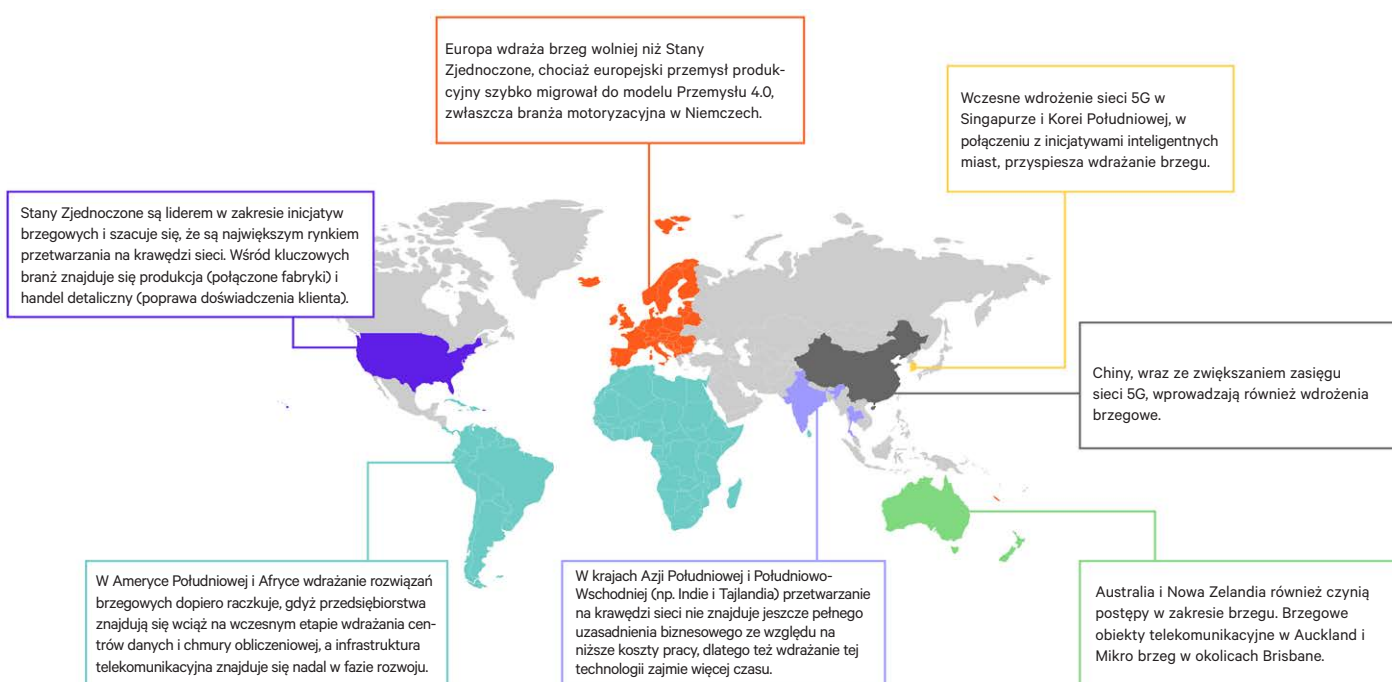 Europa wdraża brzeg wolniej niż Stany
Zjednoczone, chociaż europejski przemysł produk-
cyjny szybko migrował do modelu Przemysłu 4.0,
zwłaszcza branża motoryzacyjna w Niemczech.
Wczesne wdrożenie sieci 5G w
Singapurze i Korei Południowej, w
połączeniu z inicjatywami inteligentnych
miast, przyspiesza wdrażanie brzegu.
Stany Zjednoczone są liderem w zakresie inicjatyw
brzegowych i szacuje się, że są największym rynkiem
przetwarzania na krawędzi sieci. Wśród kluczowych
branż znajduje się produkcja (połączone fabryki) i
handel detaliczny (poprawa doświadczenia klienta).
Chiny, wraz ze zwiększaniem zasięgu
sieci 5G, wprowadzają również wdrożenia
brzegowe.
W Ameryce Południowej i Afryce wdrażanie rozwiązań
brzegowych dopiero raczkuje, gdyż przedsiębiorstwa
znajdują się wciąż na wczesnym etapie wdrażania cen-
trów danych i chmury obliczeniowej, a infrastruktura
telekomunikacyjna znajduje się nadal w fazie rozwoju.
W krajach Azji Południowej i Południowo-
Wschodniej (np. Indie i Tajlandia) przetwarzanie
na krawędzi sieci nie znajduje jeszcze pełnego
uzasadnienia biznesowego ze względu na
niższe koszty pracy, dlatego też wdrażanie tej
technologii zajmie więcej czasu.
Australia i Nowa Zelandia również czynią
postępy w zakresie brzegu. Brzegowe
obiekty telekomunikacyjne w Auckland i
Mikro brzeg w okolicach Brisbane.